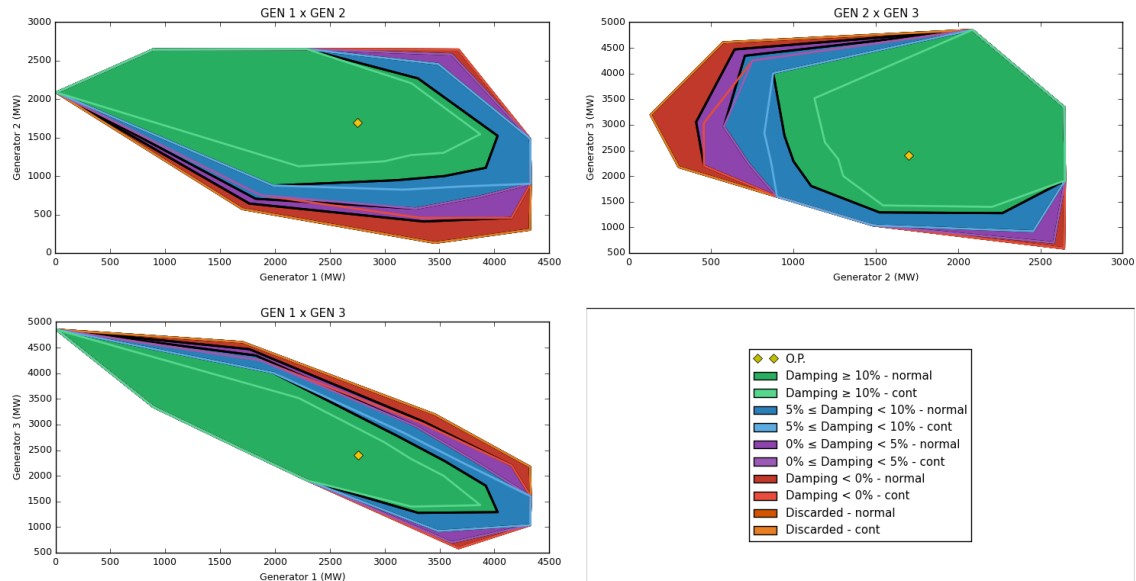 GEN 1 x GEN 2
3000
2500
2000
1500
1000
500
0
Generator 2 (MW)
0 500 1000 1500 2000 2500 3000 3500 4000 4500
Generator 1 (MW)
GEN 2 x GEN 3
5000
4500
4000
3500
3000
2500
2000
1500
1000
500
Generator 3 (MW)
0 500 1000 1500 2000 2500 3000
Generator 2 (MW)
GEN 1 x GEN 3
5000
4500
4000
3500
3000
2500
2000
1500
1000
500
Generator 3 (MW)
0 500 1000 1500 2000 2500 3000 3500 4000 4500
Generator 1 (MW)
O.P.
Damping ≥ 10% - normal
Damping ≥ 10% - cont
5% ≤ Damping < 10% - normal
5% ≤ Damping < 10% - cont
0% ≤ Damping < 5% - normal
0% ≤ Damping < 5% - cont
Damping < 0% - normal
Damping < 0% - cont
Discarded - normal
Discarded - cont